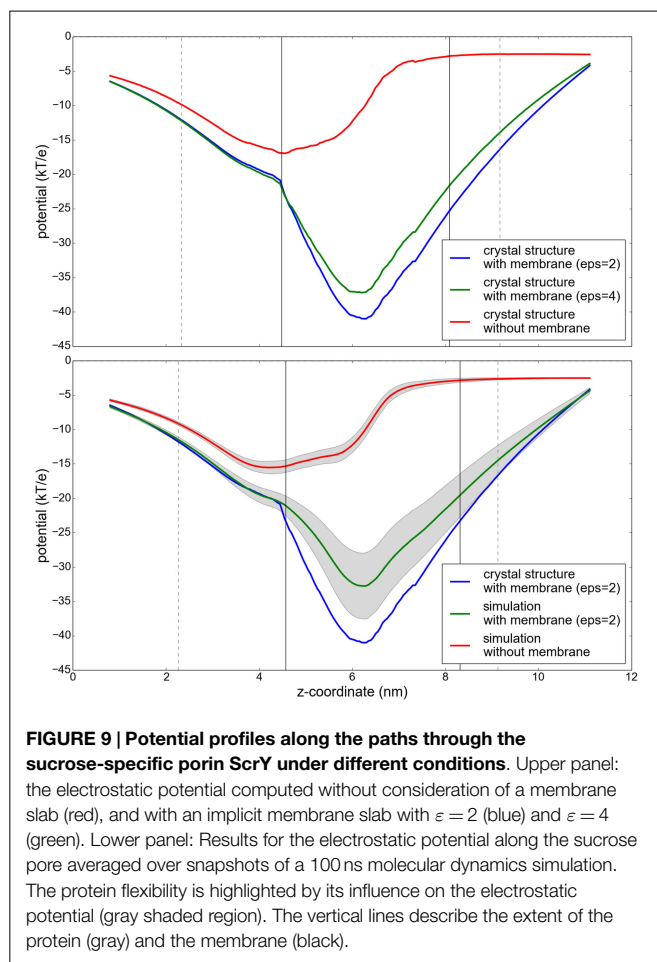 0
−5
−10
−15
−20
−25
−30
−35
−40
−45
potential (kT/e)
crystal structure
with membrane (eps=2)
crystal structure
with membrane (eps=4)
crystal structure
without membrane
0
−5
−10
−15
−20
−25
−30
−35
−40
−45
potential (kT/e)
crystal structure
with membrane (eps=2)
simulation
with membrane (eps=2)
simulation
without membrane
0 2 4 6 8 10 12
z-coordinate (nm)
FIGURE 9 | Potential profiles along the paths through the
sucrose-specific porin ScrY under different conditions. Upper panel:
the electrostatic potential computed without consideration of a membrane
slab (red), and with an implicit membrane slab with ε = 2 (blue) and ε = 4
(green). Lower panel: Results for the electrostatic potential along the sucrose
pore averaged over snapshots of a 100 ns molecular dynamics simulation.
The protein flexibility is highlighted by its influence on the electrostatic
potential (gray shaded region). The vertical lines describe the extent of the
protein (gray) and the membrane (black).